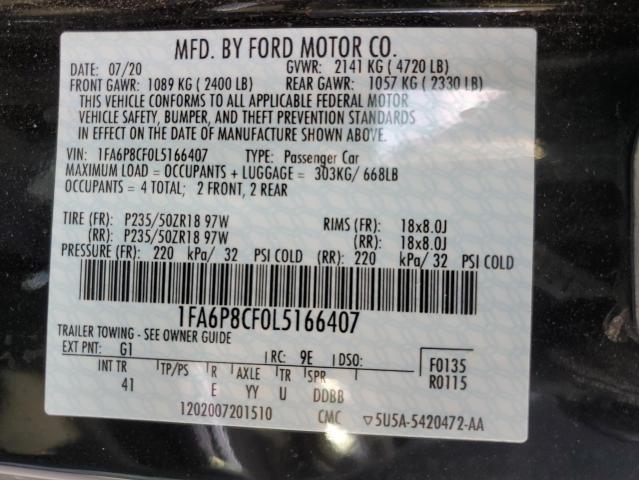 MFD. BY FORD MOTOR CO.
DATE: 07/20 GVWR: 2141 KG ( 4720 LB)
FRONT GAWR: 1089 KG ( 2400 LB) REAR GAWR: 1057 KG ( 2330 LB)
THIS VEHICLE CONFORMS TO ALL APPLICABLE FEDERAL MOTOR
VEHICLE SAFETY, BUMPER, AND THEFT PREVENTION STANDARDS
IN EFFECT ON THE DATE OF MANUFACTURE SHOWN ABOVE.
VIN: 1FA6P8CF0L5166407 TYPE: Passenger Car
MAXIMUM LOAD = OCCUPANTS + LUGGAGE = 303KG/ 668LB
OCCUPANTS = 4 TOTAL; 2 FRONT, 2 REAR
TIRE (FR): P235/50ZR18 97W RIMS (FR): 18x8.0J
(RR): P235/50ZR18 97W (RR): 18x8.0J
PRESSURE (FR): 220 kPa/ 32 PSI COLD (RR): 220 kPa/ 32 PSI COLD
1FA6P8CF0L5166407
TRAILER TOWING - SEE OWNER GUIDE
EXT PNT: G1 RC: 9E DSO: F0135
INT TR TP/PS R AXLE TR SPR R0115
41 E YY U DDBB
1202007201510 CMC ▽5U5A-5420472-AA